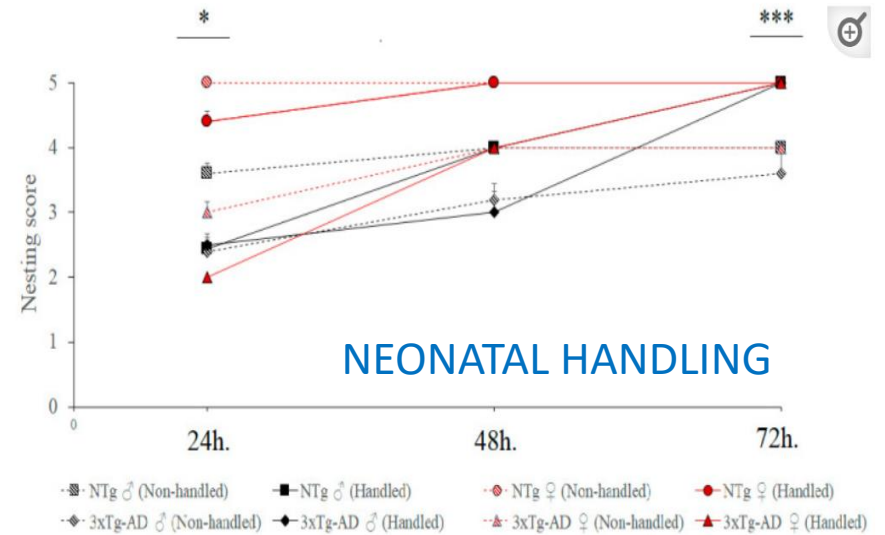 * ***
5
4
3
2
1
0
0
Nesting score
NEONATAL HANDLING
24h. 48h. 72h.
NTg ♂ (Non-handled) NTg ♂ (Handled) NTg ♀ (Non-handled) NTg ♀ (Handled)
3xTg-AD ♂ (Non-handled) 3xTg-AD ♂ (Handled) 3xTg-AD ♀ (Non-handled) 3xTg-AD ♀ (Handled)